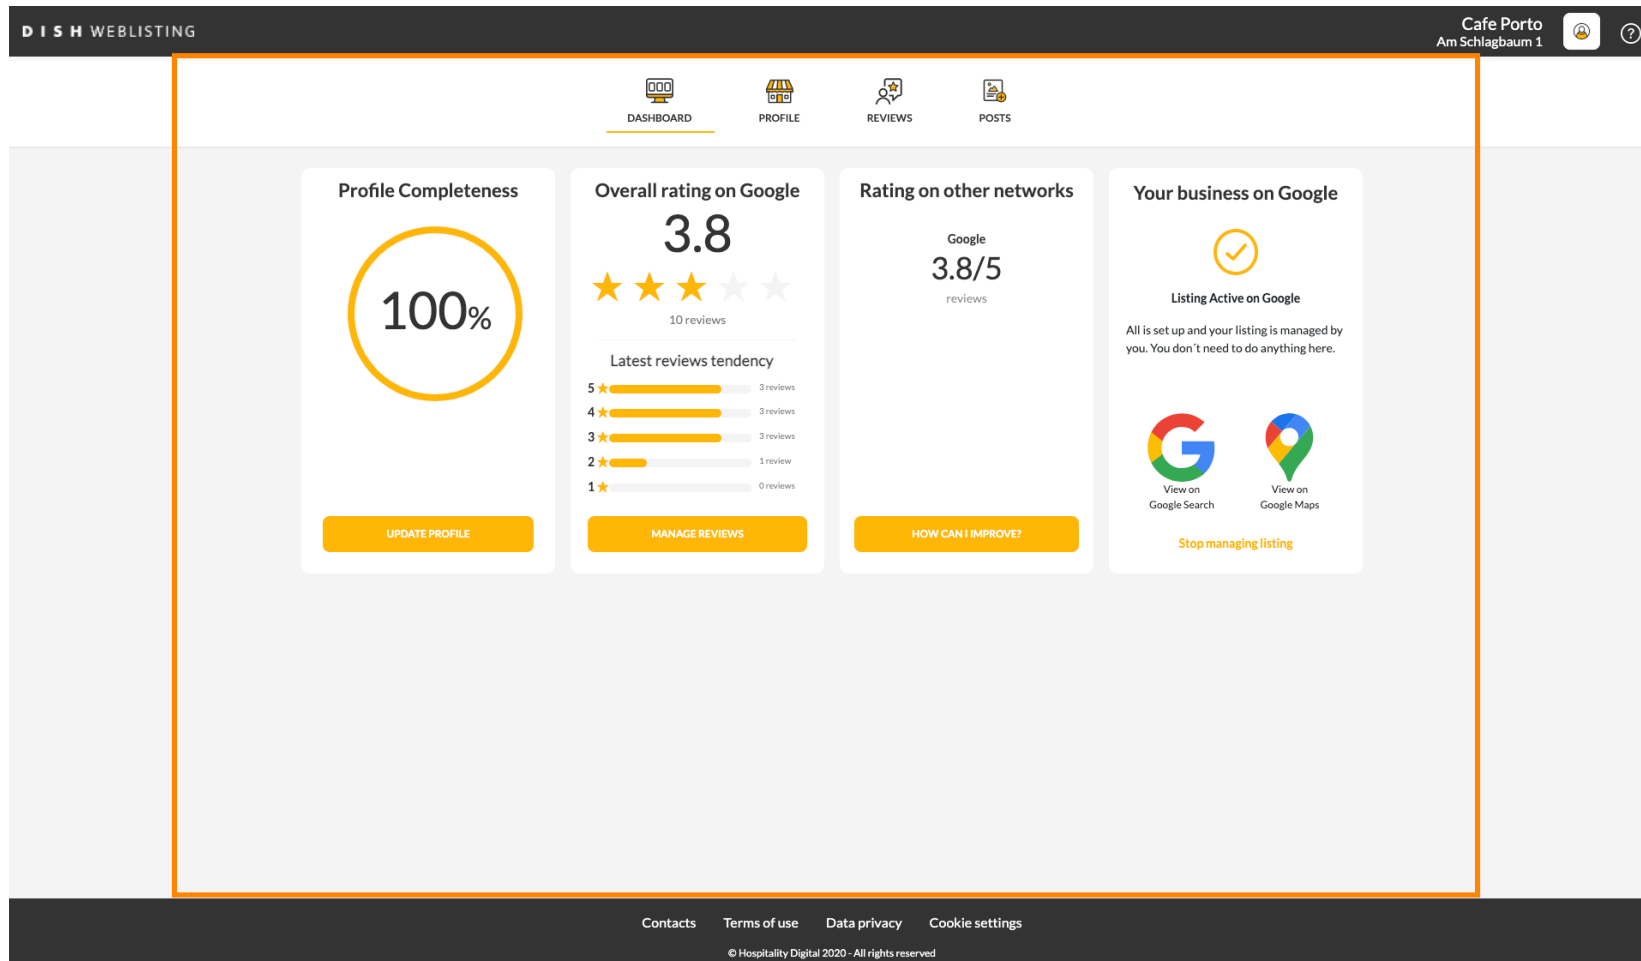 DISH WEBLISTING
Cafe Porto
Am Schlagbaum 1
DASHBOARD
PROFILE
REVIEWS
POSTS
Profile Completeness
100%
UPDATE PROFILE
Overall rating on Google
3.8
10 reviews
Latest reviews tendency
5 3 reviews
4 3 reviews
3 3 reviews
2 1 review
1 0 reviews
MANAGE REVIEWS
Rating on other networks
Google
3.8/5
reviews
HOW CAN I IMPROVE?
Your business on Google
Listing Active on Google
All is set up and your listing is managed by
you. You don´t need to do anything here.
View on
Google Search
View on
Google Maps
Stop managing listing
Contacts
Terms of use
Data privacy
Cookie settings
© Hospitality Digital 2020 - All rights reserved